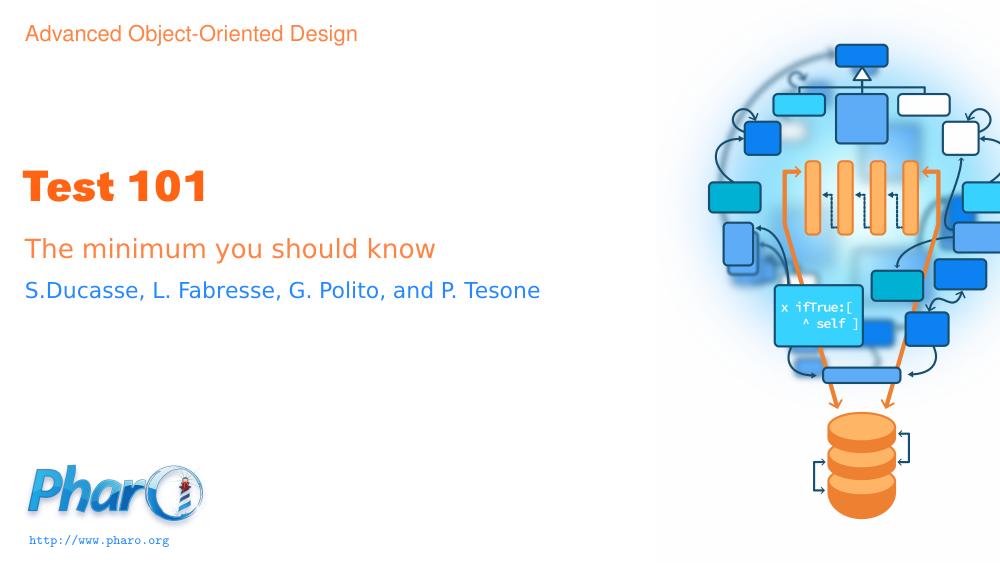 Advanced Object-Oriented Design
Test 101
The minimum you should know
S.Ducasse, L. Fabresse, G. Polito, and P. Tesone
x ifTrue:[
^ self ]
Pharo
http://www.pharo.org